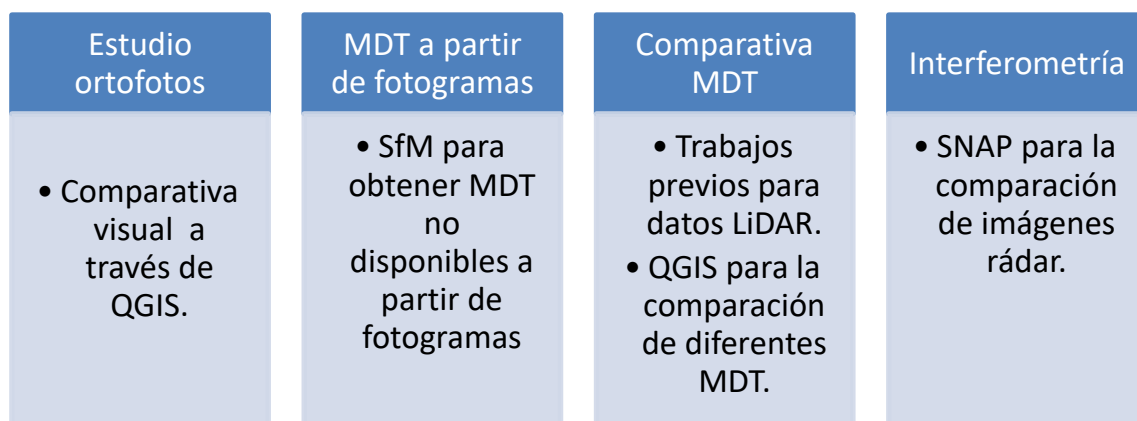 Estudio
ortofotos
• Comparativa
visual a
través de
QGIS.
MDT a partir
de fotogramas
• SfM para
obtener MDT
no
disponibles a
partir de
fotogramas
Comparativa
MDT
• Trabajos
previos para
datos LiDAR.
• QGIS para la
comparación
de diferentes
MDT.
Interferometría
• SNAP para la
comparación
de imágenes
rádar.